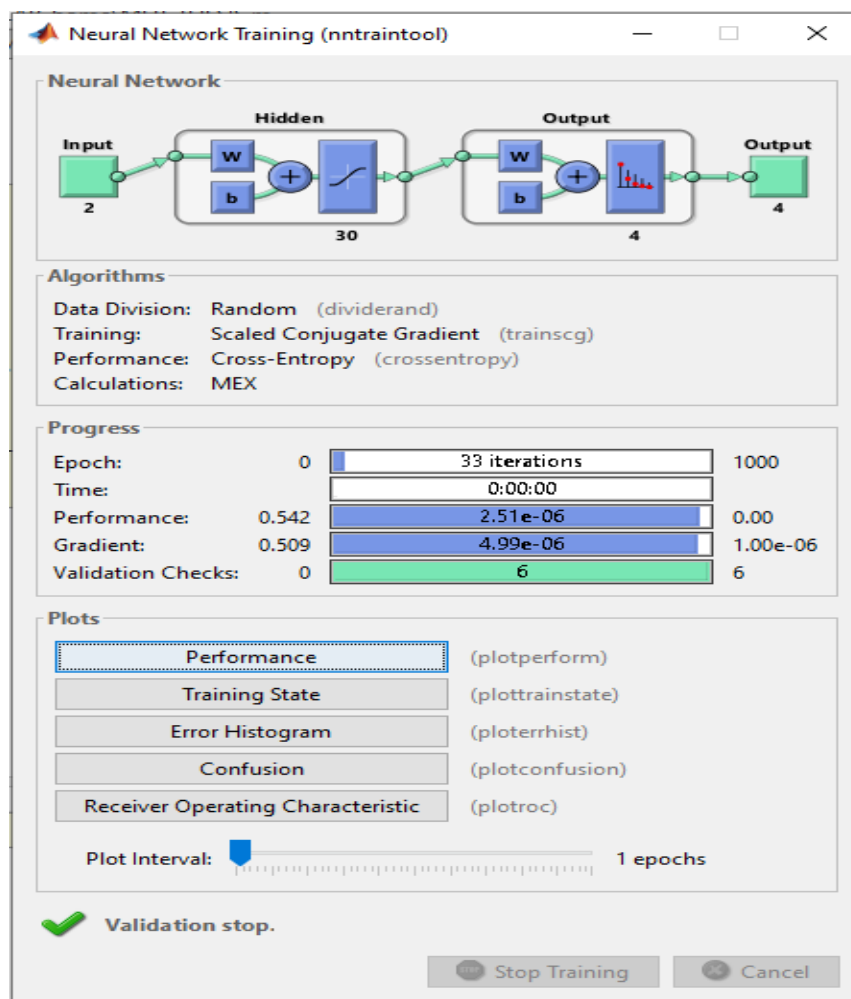 Neural Network Training (nntraintool)
Neural Network
Hidden Output
Input W W Output
b b
2 30 4 4
Algorithms
Data Division: Random (dividerand)
Training: Scaled Conjugate Gradient (trainscg)
Performance: Cross-Entropy (crossentropy)
Calculations: MEX
Progress
Epoch: 0 33 iterations 1000
Time: 0:00:00
Performance: 0.542 2.51e-06 0.00
Gradient: 0.509 4.99e-06 1.00e-06
Validation Checks: 0 6 6
Plots
Performance (plotperform)
Training State (plottrainstate)
Error Histogram (ploterrhist)
Confusion (plotconfusion)
Receiver Operating Characteristic (plotroc)
Plot Interval: 1 epochs
Validation stop.
Stop Training Cancel